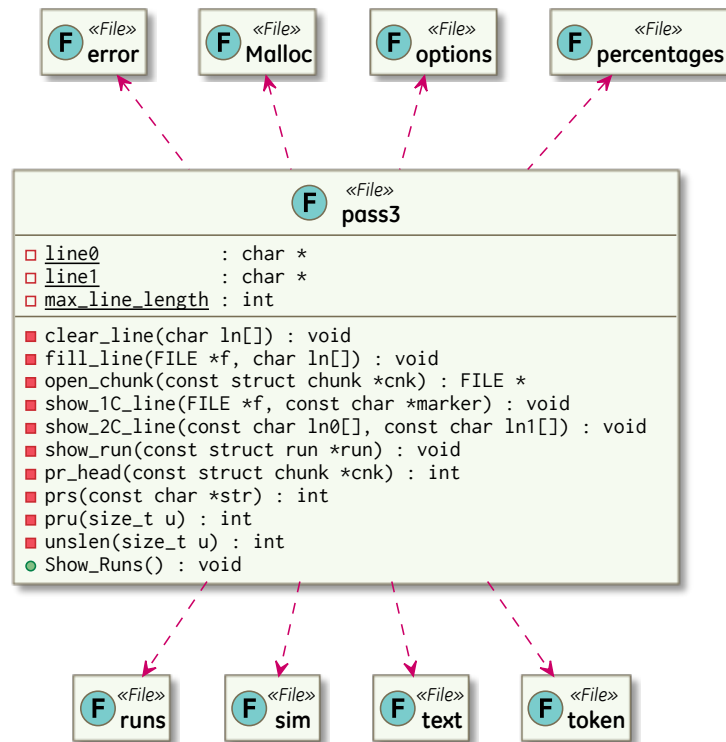 F «File» error
F «File» Malloc
F «File» options
F «File» percentages
F «File» pass3
line0 : char *
line1 : char *
max_line_length : int
clear_line(char ln[]) : void
fill_line(FILE *f, char ln[]) : void
open_chunk(const struct chunk *cnk) : FILE *
show_1C_line(FILE *f, const char *marker) : void
show_2C_line(const char ln0[], const char ln1[]) : void
show_run(const struct run *run) : void
pr_head(const struct chunk *cnk) : int
prs(const char *str) : int
pru(size_t u) : int
unslen(size_t u) : int
Show_Runs() : void
F «File» runs
F «File» sim
F «File» text
F «File» token